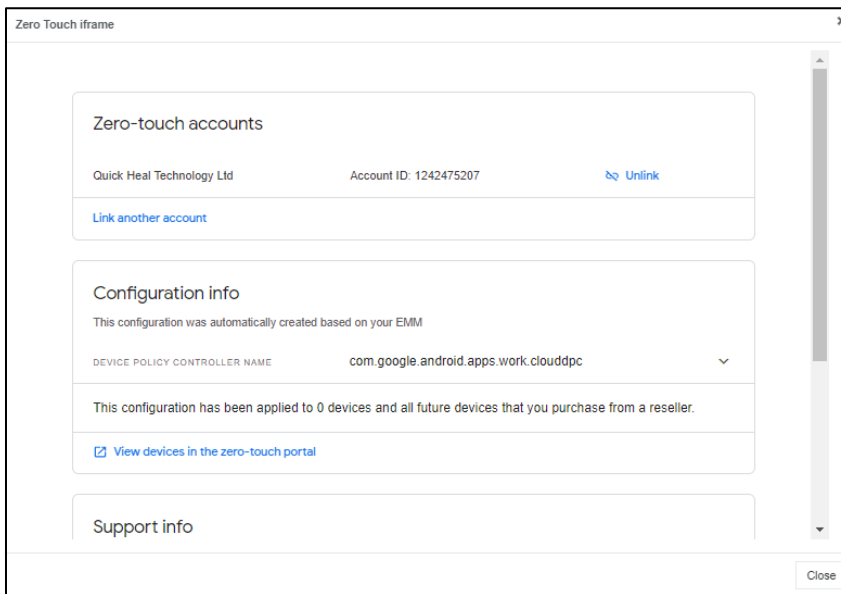 Zero Touch iframe
Zero-touch accounts
Quick Heal Technology Ltd Account ID: 1242475207 Unlink
Link another account
Configuration info
This configuration was automatically created based on your EMM
DEVICE POLICY CONTROLLER NAME com.google.android.apps.work.clouddpc
This configuration has been applied to 0 devices and all future devices that you purchase from a reseller.
View devices in the zero-touch portal
Support info
Close